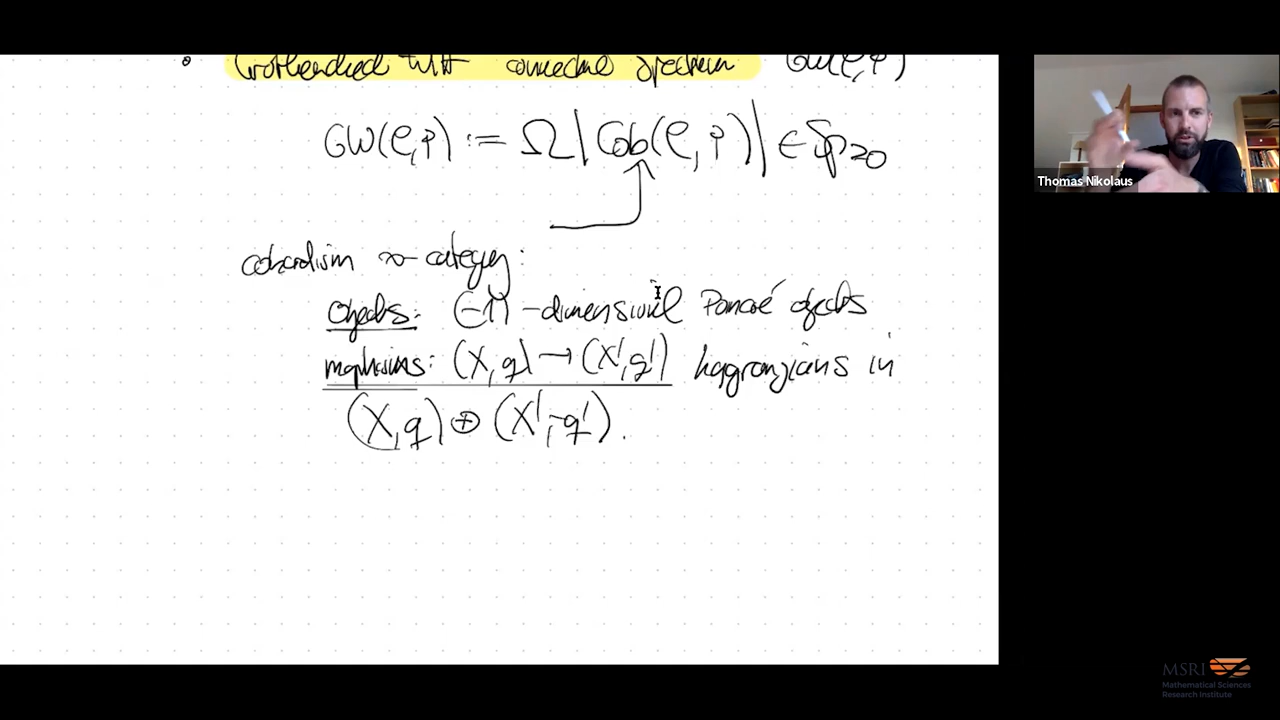 • Grothendieck Witt connective spectrum GW(C,Ϙ)
GW(C,Ϙ) := Ω|Cob(C,Ϙ)| ∈ Sp≥0
cobordism ∞-category:
Objects: (-1)-dimensional Poincaré objects
morphisms: (X,q) → (X',q') Lagrangians in
(X,q) ⊕ (X',-q').
Thomas Nikolaus
MSRI
Mathematical Sciences
Research Institute